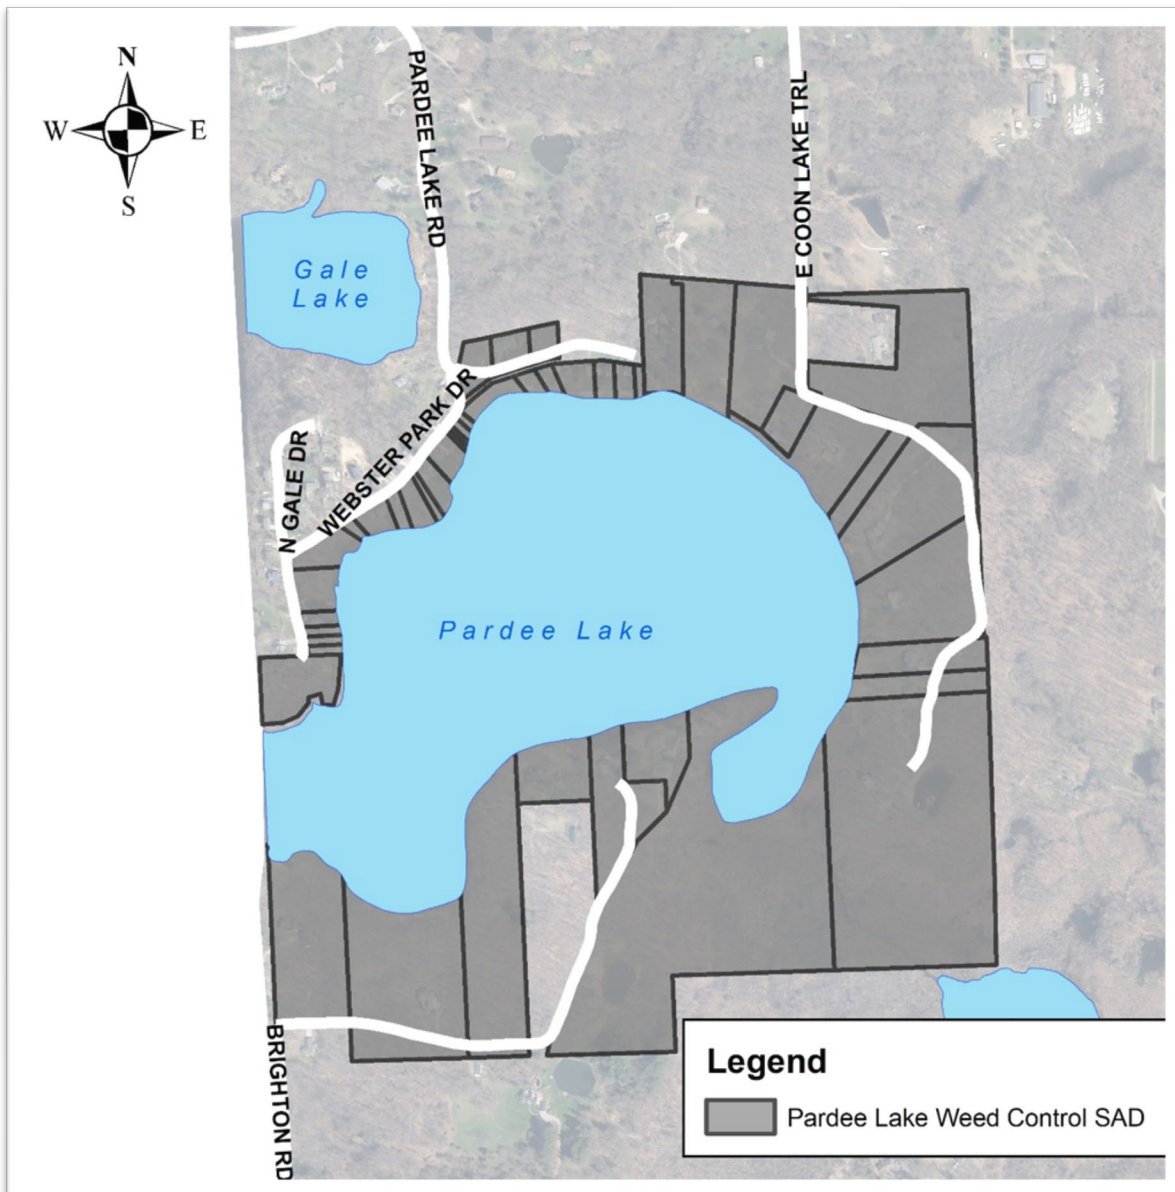 N
W E
S
PARDEE LAKE RD
E COON LAKE TRL
Gale
Lake
WEBSTER PARK DR
N GALE DR
Pardee Lake
BRIGHTON RD
Legend
Pardee Lake Weed Control SAD